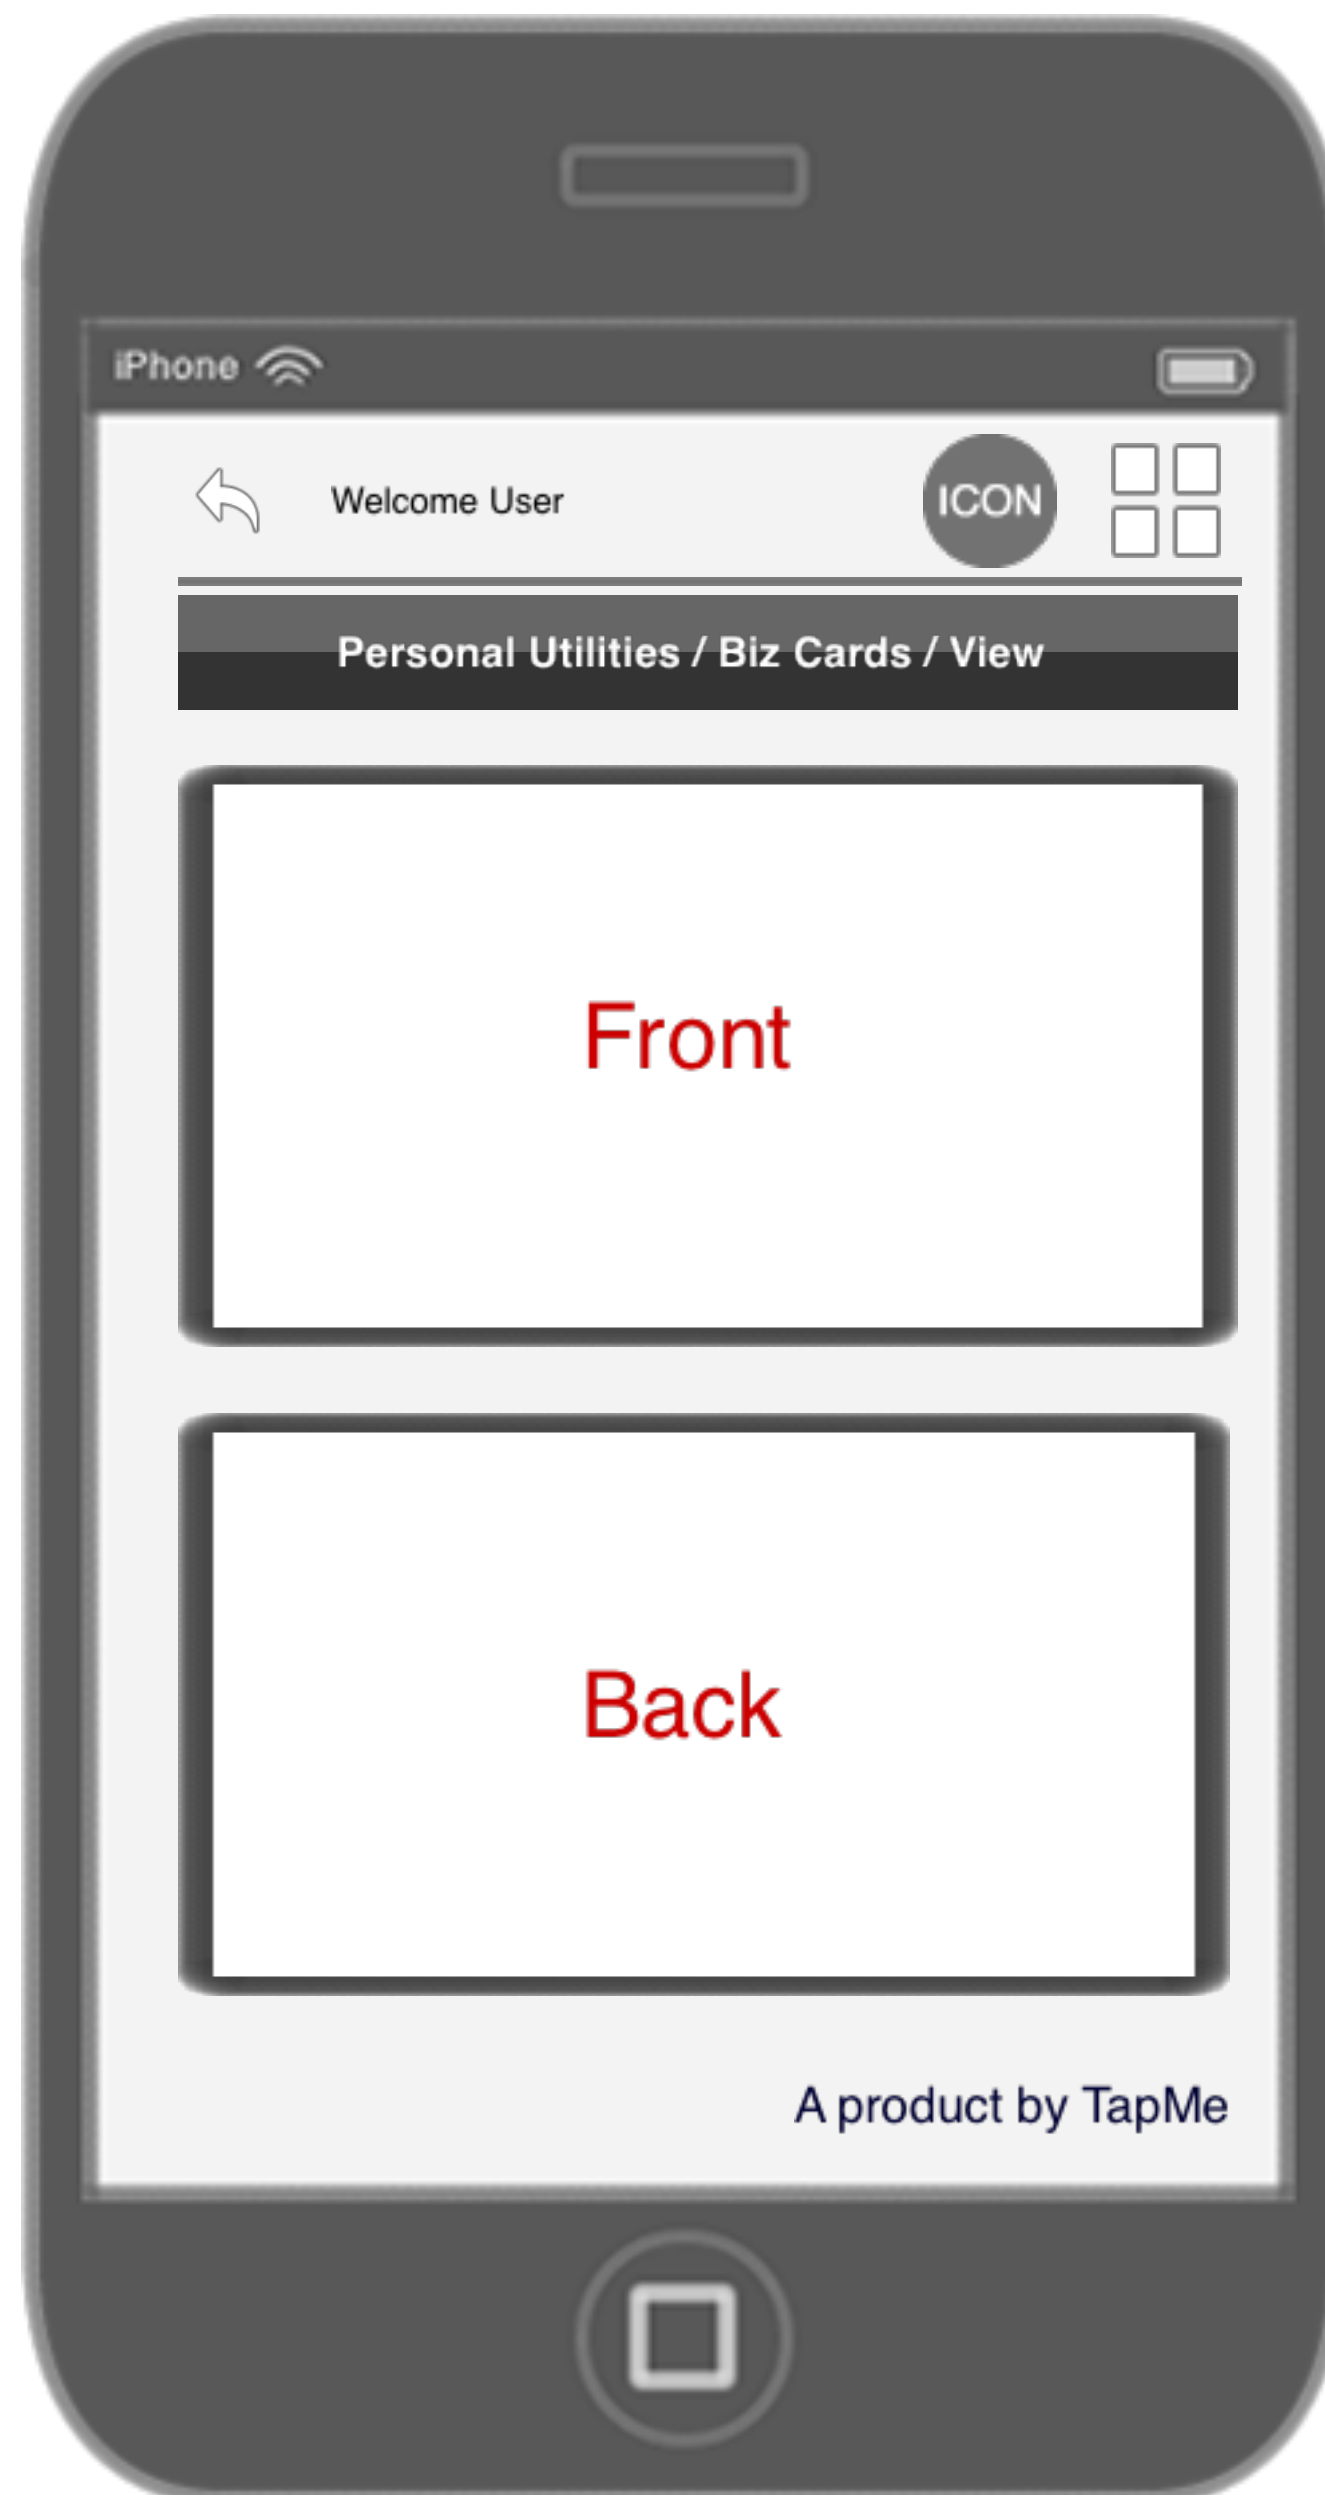 iPhone
Welcome User
ICON
Personal Utilities / Biz Cards / View
Front
Back
A product by TapMe